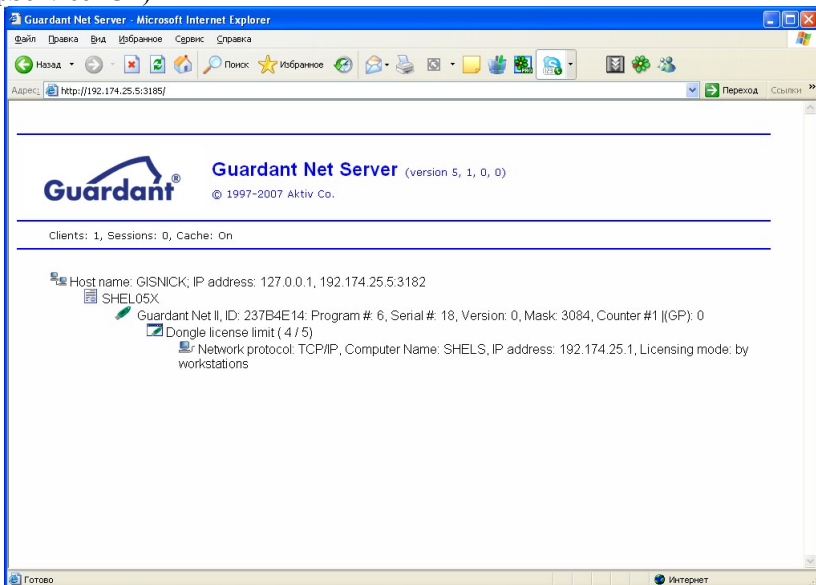 Guardant Net Server - Microsoft Internet Explorer
Файл Правка Вид Избранное Сервис Справка
Назад Поиск Избранное
Адрес: http://192.174.25.5:3185/ Переход Ссылки »
Guardant® Guardant Net Server (version 5, 1, 0, 0)
© 1997-2007 Aktiv Co.
Clients: 1, Sessions: 0, Cache: On
Host name: GISNICK; IP address: 127.0.0.1, 192.174.25.5:3182
SHEL05X
Guardant Net II, ID: 237B4E14: Program #: 6, Serial #: 18, Version: 0, Mask: 3084, Counter #1 |(GP): 0
Dongle license limit ( 4 / 5)
Network protocol: TCP/IP, Computer Name: SHELS, IP address: 192.174.25.1, Licensing mode: by
workstations
Готово Интернет